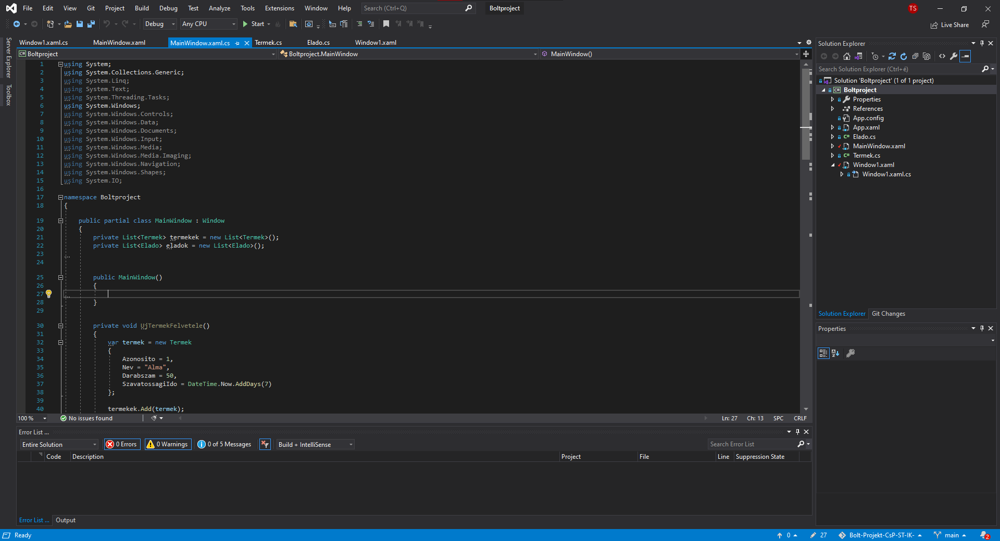 File Edit View Git Project Build Debug Test Analyze Tools Extensions Window Help Search (Ctrl+Q) Boltproject TS
Debug Any CPU Start Live Share
Server Explorer
Toolbox
Window1.xaml.cs MainWindow.xaml MainWindow.xaml.cs Termek.cs Elado.cs Window1.xaml
C# Boltproject Boltproject.MainWindow MainWindow()
1 using System;
2 using System.Collections.Generic;
3 using System.Linq;
4 using System.Text;
5 using System.Threading.Tasks;
6 using System.Windows;
7 using System.Windows.Controls;
8 using System.Windows.Data;
9 using System.Windows.Documents;
10 using System.Windows.Input;
11 using System.Windows.Media;
12 using System.Windows.Media.Imaging;
13 using System.Windows.Navigation;
14 using System.Windows.Shapes;
15 using System.IO;
16
17 namespace Boltproject
18 {
19 public partial class MainWindow : Window
20 {
21 private List<Termek> termekek = new List<Termek>();
22 private List<Elado> eladok = new List<Elado>();
23
24
25 public MainWindow()
26 {
27
28 }
29
30 private void UjTermekFelvetele()
31 {
32 var termek = new Termek
33 {
34 Azonosito = 1,
35 Nev = "Alma",
36 Darabszam = 50,
37 SzavatossagiIdo = DateTime.Now.AddDays(7)
38 };
39
40 termekek.Add(termek);
100 % No issues found Ln: 27 Ch: 13 SPC CRLF
Error List ...
Entire Solution 0 Errors 0 Warnings 0 of 5 Messages Build + IntelliSense Search Error List
Code Description Project File Line Suppression State
Error List ... Output
Solution Explorer
Search Solution Explorer (Ctrl+é)
Solution 'Boltproject' (1 of 1 project)
C# Boltproject
Properties
References
App.config
App.xaml
C# Elado.cs
MainWindow.xaml
C# Termek.cs
Window1.xaml
Window1.xaml.cs
Solution Explorer Git Changes
Properties
Ready 0 27 Bolt-Projekt-CsP-ST-IK- main 2